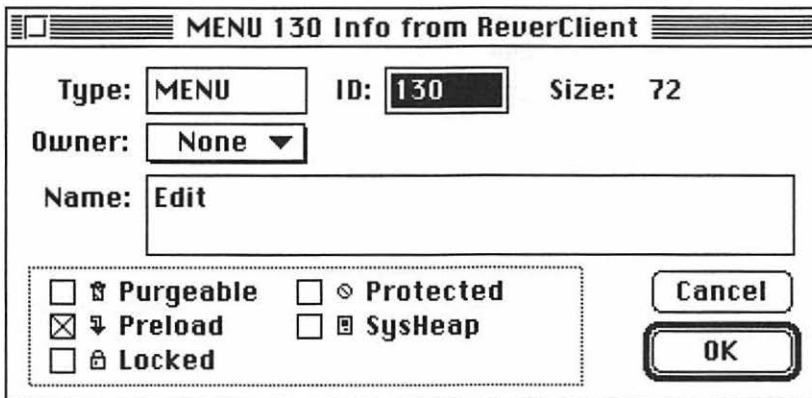 MENU 130 Info from ReverClient
Type: MENU ID: 130 Size: 72
Owner: None
Name: Edit
Purgeable Protected
Preload SysHeap
Locked
Cancel
OK